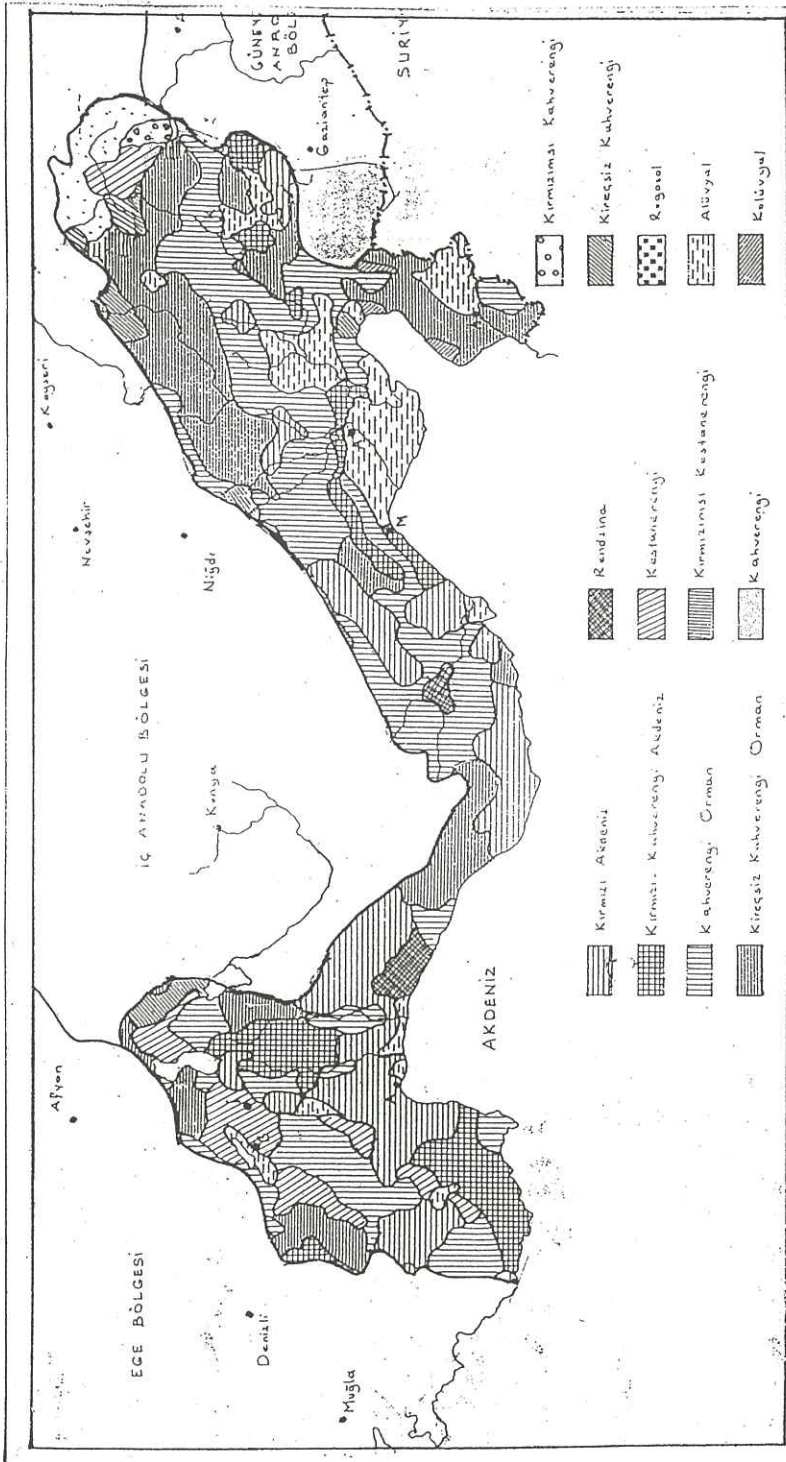 EGE BÖLGESİ
Afyon
Denizli
Muğla
İÇ ANADOLU BÖLGESİ
Konya
Nevşehir
Niğde
Kayseri
GÜNEY
ANAD
BÖL
Gaziantep
SURİY
AKDENİZ
A
M
Kırmızı Akdeniz
Kırmızı-Kahverengi Akdeniz
Kahverengi Orman
Kireçsiz Kahverengi Orman
Rendzina
Kestanerengi
Kırmızımsı Kestanerengi
Kahverengi
Kırmızımsı Kahverengi
Kireçsiz Kahverengi
Rogosol
Alüvyal
Kolüvyal